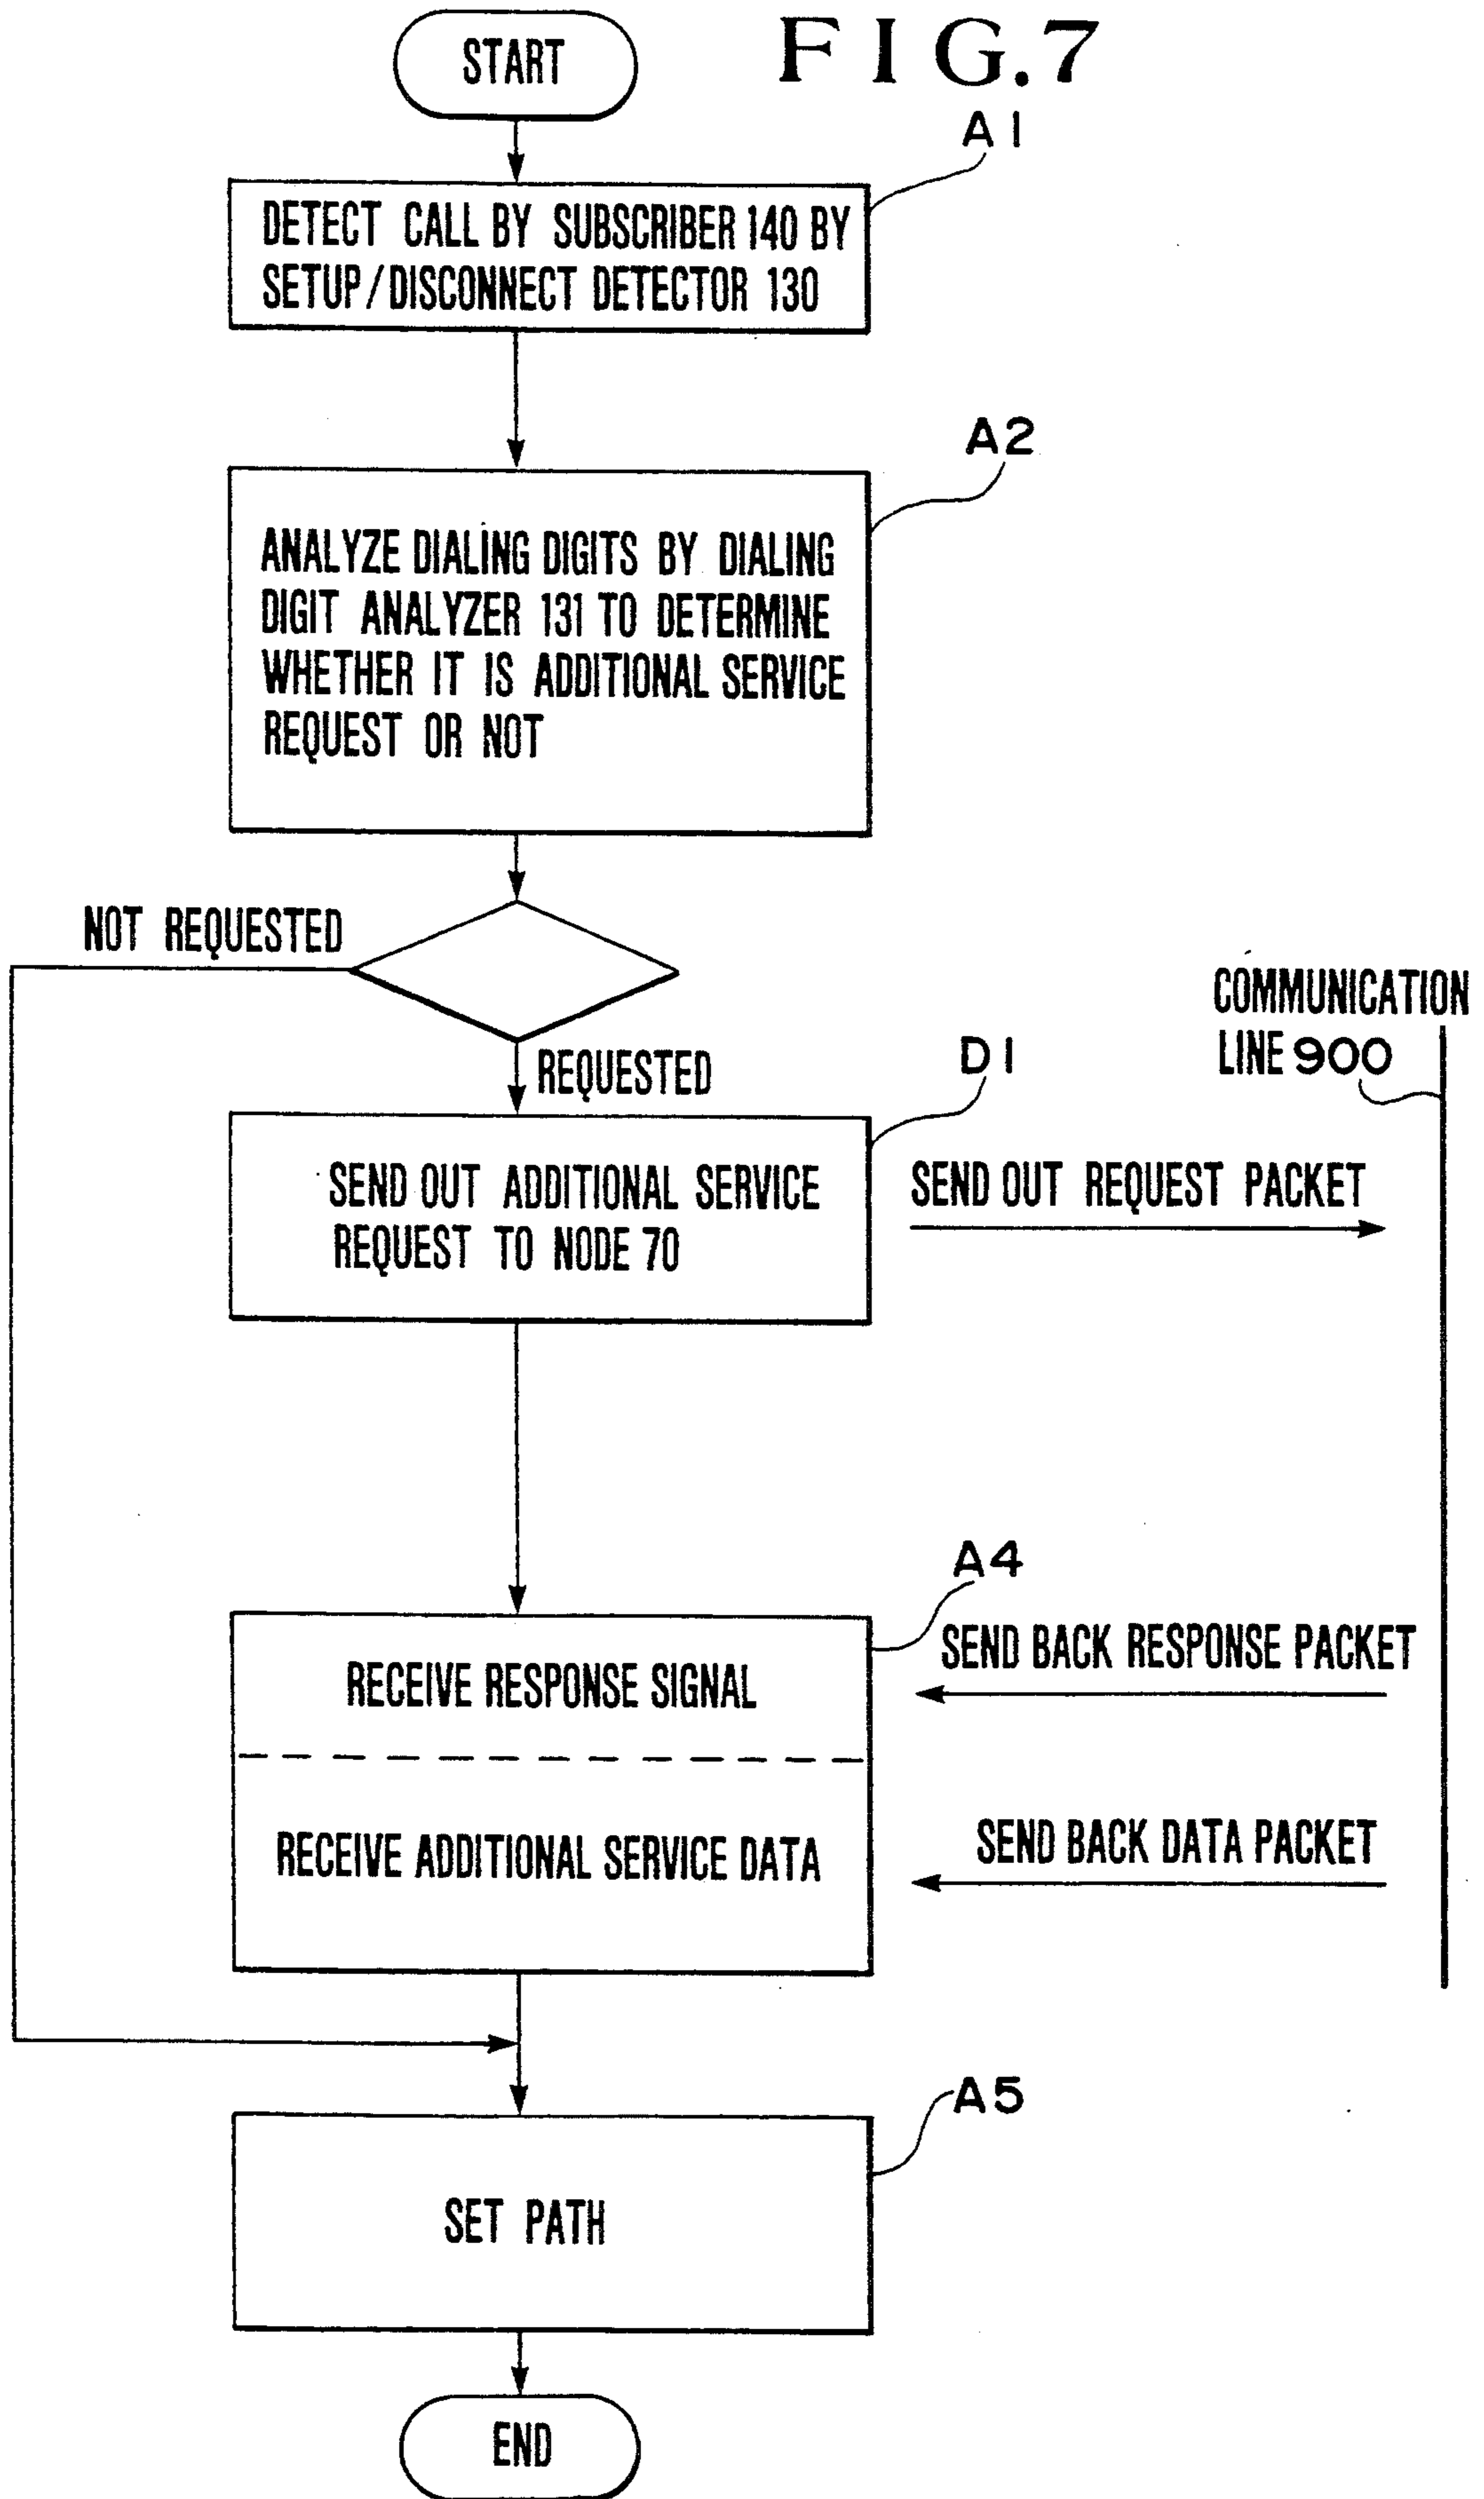 START
FIG.7
A1
DETECT CALL BY SUBSCRIBER 140 BY
SETUP/DISCONNECT DETECTOR 130
A2
ANALYZE DIALING DIGITS BY DIALING
DIGIT ANALYZER 131 TO DETERMINE
WHETHER IT IS ADDITIONAL SERVICE
REQUEST OR NOT
NOT REQUESTED
COMMUNICATION
LINE 900
REQUESTED
D1
SEND OUT ADDITIONAL SERVICE
REQUEST TO NODE 70
SEND OUT REQUEST PACKET
A4
RECEIVE RESPONSE SIGNAL
SEND BACK RESPONSE PACKET
RECEIVE ADDITIONAL SERVICE DATA
SEND BACK DATA PACKET
A5
SET PATH
END